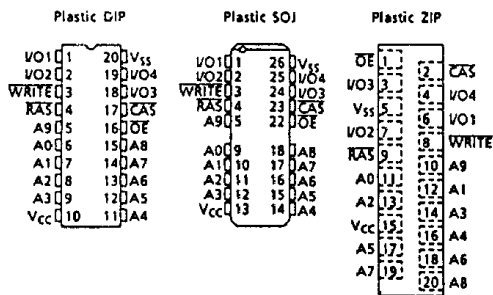 Plastic DIP
I/O1 1 20 VSS
I/O2 2 19 I/O4
WRITE 3 18 I/O3
RAS 4 17 CAS
A9 5 16 OE
A0 6 15 A8
A1 7 14 A7
A2 8 13 A6
A3 9 12 A5
VCC 10 11 A4
Plastic SOJ
I/O1 1 26 VSS
I/O2 2 25 I/O4
WRITE 3 24 I/O3
RAS 4 23 CAS
A9 5 22 OE
A0 9 18 A8
A1 10 17 A7
A2 11 16 A6
A3 12 15 A5
VCC 13 14 A4
Plastic ZIP
OE 1
2 CAS
I/O3 3
4 I/O4
VSS 5
6 I/O1
I/O2 7
8 WRITE
RAS 9
10 A9
A0 11
12 A1
A2 13
14 A3
VCC 15
16 A4
A5 17
18 A6
A7 19
20 A8